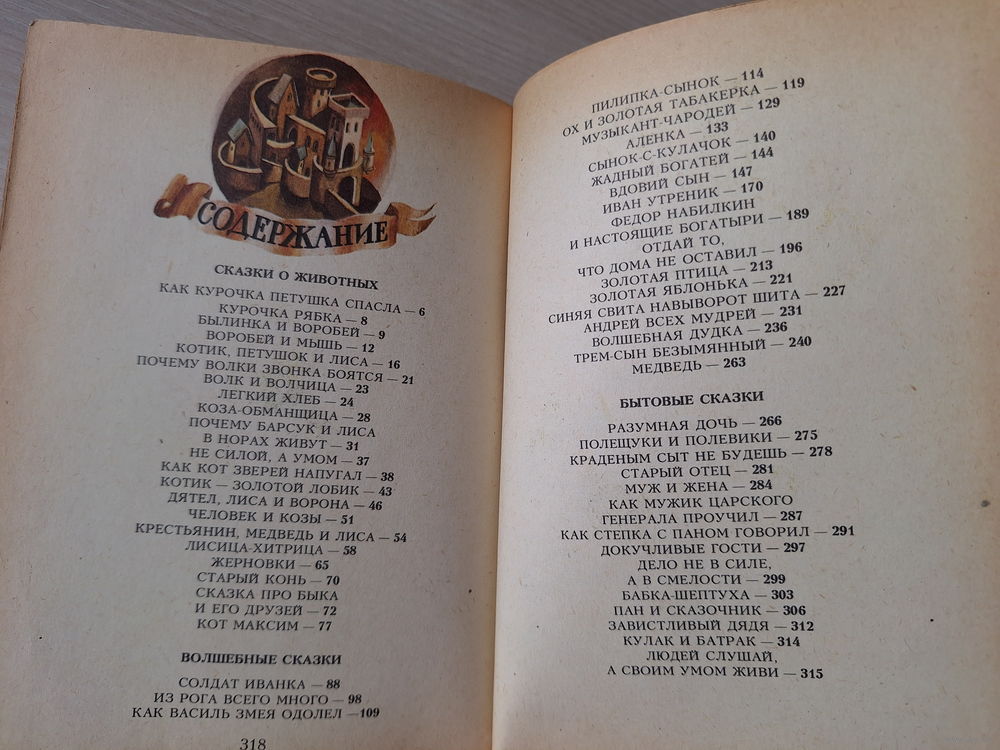 СОДЕРЖАНИЕ
СКАЗКИ О ЖИВОТНЫХ
КАК КУРОЧКА ПЕТУШКА СПАСЛА — 6
КУРОЧКА РЯБКА — 8
БЫЛИНКА И ВОРОБЕЙ — 9
ВОРОБЕЙ И МЫШЬ — 12
КОТИК, ПЕТУШОК И ЛИСА — 16
ПОЧЕМУ ВОЛКИ ЗВОНКА БОЯТСЯ — 21
ВОЛК И ВОЛЧИЦА — 23
ЛЕГКИЙ ХЛЕБ — 24
КОЗА-ОБМАНЩИЦА — 28
ПОЧЕМУ БАРСУК И ЛИСА
В НОРАХ ЖИВУТ — 31
НЕ СИЛОЙ, А УМОМ — 37
КАК КОТ ЗВЕРЕЙ НАПУГАЛ — 38
КОТИК — ЗОЛОТОЙ ЛОБИК — 43
ДЯТЕЛ, ЛИСА И ВОРОНА — 46
ЧЕЛОВЕК И КОЗЫ — 51
КРЕСТЬЯНИН, МЕДВЕДЬ И ЛИСА — 54
ЛИСИЦА-ХИТРИЦА — 58
ЖЕРНОВКИ — 65
СТАРЫЙ КОНЬ — 70
СКАЗКА ПРО БЫКА
И ЕГО ДРУЗЕЙ — 72
КОТ МАКСИМ — 77
ВОЛШЕБНЫЕ СКАЗКИ
СОЛДАТ ИВАНКА — 88
ИЗ РОГА ВСЕГО МНОГО — 98
КАК ВАСИЛЬ ЗМЕЯ ОДОЛЕЛ — 109
318
ПИЛИПКА-СЫНОК — 114
ОХ И ЗОЛОТАЯ ТАБАКЕРКА — 119
МУЗЫКАНТ-ЧАРОДЕЙ — 129
АЛЕНКА — 133
СЫНОК-С-КУЛАЧОК — 140
ЖАДНЫЙ БОГАТЕЙ — 144
ВДОВИЙ СЫН — 147
ИВАН УТРЕНИК — 170
ФЕДОР НАБИЛКИН
И НАСТОЯЩИЕ БОГАТЫРИ — 189
ОТДАЙ ТО,
ЧТО ДОМА НЕ ОСТАВИЛ — 196
ЗОЛОТАЯ ПТИЦА — 213
ЗОЛОТАЯ ЯБЛОНЬКА — 221
СИНЯЯ СВИТА НАВЫВОРОТ ШИТА — 227
АНДРЕЙ ВСЕХ МУДРЕЙ — 231
ВОЛШЕБНАЯ ДУДКА — 236
ТРЕМ-СЫН БЕЗЫМЯННЫЙ — 240
МЕДВЕДЬ — 263
БЫТОВЫЕ СКАЗКИ
РАЗУМНАЯ ДОЧЬ — 266
ПОЛЕЩУКИ И ПОЛЕВИКИ — 275
КРАДЕНЫМ СЫТ НЕ БУДЕШЬ — 278
СТАРЫЙ ОТЕЦ — 281
МУЖ И ЖЕНА — 284
КАК МУЖИК ЦАРСКОГО
ГЕНЕРАЛА ПРОУЧИЛ — 287
КАК СТЕПКА С ПАНОМ ГОВОРИЛ — 291
ДОКУЧЛИВЫЕ ГОСТИ — 297
ДЕЛО НЕ В СИЛЕ,
А В СМЕЛОСТИ — 299
БАБКА-ШЕПТУХА — 303
ПАН И СКАЗОЧНИК — 306
ЗАВИСТЛИВЫЙ ДЯДЯ — 312
КУЛАК И БАТРАК — 314
ЛЮДЕЙ СЛУШАЙ,
А СВОИМ УМОМ ЖИВИ — 315